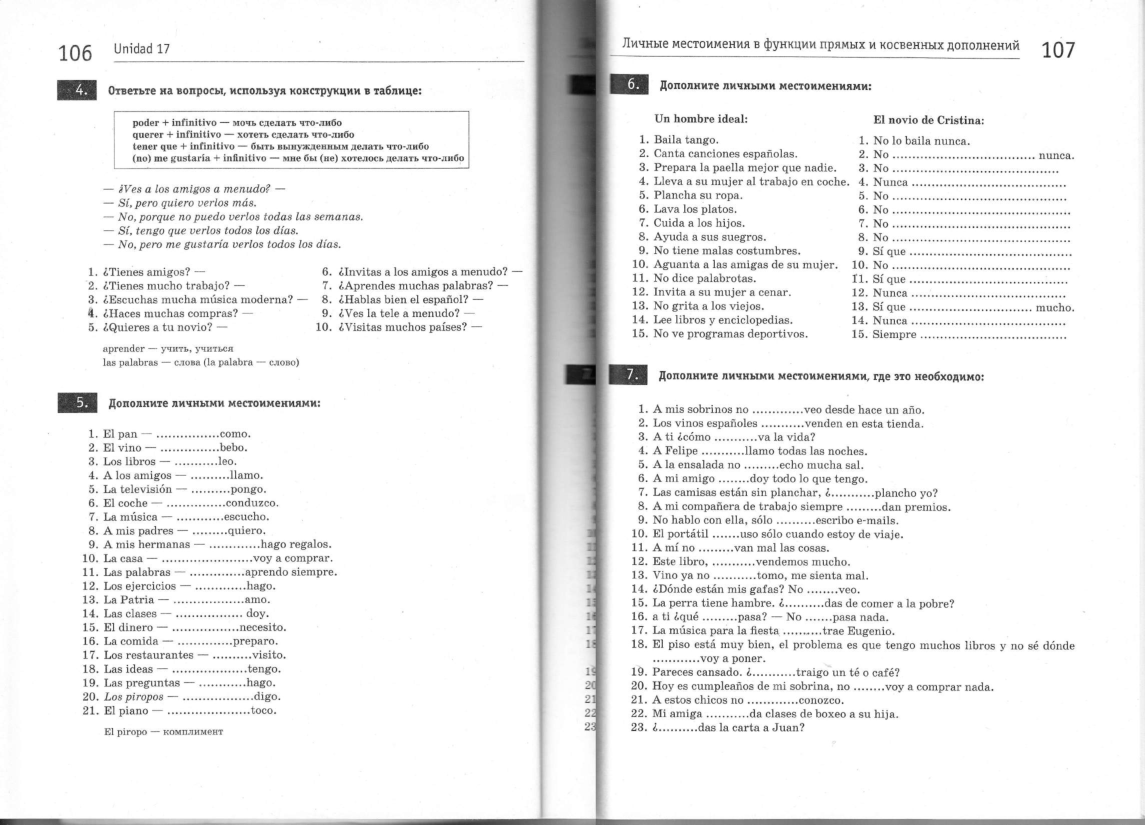 106 Unidad 17
4. Ответьте на вопросы, используя конструкции в таблице:
poder + infinitivo — мочь сделать что-либо
querer + infinitivo — хотеть сделать что-либо
tener que + infinitivo — быть вынужденным делать что-либо
(no) me gustaría + infinitivo — мне бы (не) хотелось делать что-либо
— ¿Ves a los amigos a menudo? —
— Sí, pero quiero verlos más.
— No, porque no puedo verlos todas las semanas.
— Sí, tengo que verlos todos los días.
— No, pero me gustaría verlos todos los días.
1. ¿Tienes amigos? —
2. ¿Tienes mucho trabajo? —
3. ¿Escuchas mucha música moderna? —
4. ¿Haces muchas compras? —
5. ¿Quieres a tu novio? —
6. ¿Invitas a los amigos a menudo? —
7. ¿Aprendes muchas palabras? —
8. ¿Hablas bien el español? —
9. ¿Ves la tele a menudo? —
10. ¿Visitas muchos países? —
aprender — учить, учиться
las palabras — слова (la palabra — слово)
5. Дополните личными местоимениями:
1. El pan — ................como.
2. El vino — ...............bebo.
3. Los libros — ...........leo.
4. A los amigos — ..........llamo.
5. La televisión — ..........pongo.
6. El coche — ...............conduzco.
7. La música — ............escucho.
8. A mis padres — .........quiero.
9. A mis hermanas — .............hago regalos.
10. La casa — .......................voy a comprar.
11. Las palabras — ..............aprendo siempre.
12. Los ejercicios — .............hago.
13. La Patria — ..................amo.
14. Las clases — ................. doy.
15. El dinero — .................necesito.
16. La comida — ..............preparo.
17. Los restaurantes — ..........visito.
18. Las ideas — ...................tengo.
19. Las preguntas — ............hago.
20. Los piropos — ..................digo.
21. El piano — .....................toco.
El piropo — комплимент
Личные местоимения в функции прямых и косвенных дополнений 107
6. Дополните личными местоимениями:
Un hombre ideal:
1. Baila tango.
2. Canta canciones españolas.
3. Prepara la paella mejor que nadie.
4. Lleva a su mujer al trabajo en coche.
5. Plancha su ropa.
6. Lava los platos.
7. Cuida a los hijos.
8. Ayuda a sus suegros.
9. No tiene malas costumbres.
10. Aguanta a las amigas de su mujer.
11. No dice palabrotas.
12. Invita a su mujer a cenar.
13. No grita a los viejos.
14. Lee libros y enciclopedias.
15. No ve programas deportivos.
El novio de Cristina:
1. No lo baila nunca.
2. No .................................... nunca.
3. No ..........................................
4. Nunca .......................................
5. No ............................................
6. No ............................................
7. No ............................................
8. No ............................................
9. Sí que .........................................
10. No .............................................
11. Sí que ........................................
12. Nunca .......................................
13. Sí que ............................... mucho.
14. Nunca .......................................
15. Siempre .....................................
7. Дополните личными местоимениями, где это необходимо:
1. A mis sobrinos no .............veo desde hace un año.
2. Los vinos españoles ...........venden en esta tienda.
3. A ti ¿cómo ...........va la vida?
4. A Felipe ...........llamo todas las noches.
5. A la ensalada no .........echo mucha sal.
6. A mi amigo ........doy todo lo que tengo.
7. Las camisas están sin planchar, ¿...........plancho yo?
8. A mi compañera de trabajo siempre .........dan premios.
9. No hablo con ella, sólo ..........escribo e-mails.
10. El portátil .......uso sólo cuando estoy de viaje.
11. A mí no .........van mal las cosas.
12. Este libro, ...........vendemos mucho.
13. Vino ya no ...........tomo, me sienta mal.
14. ¿Dónde están mis gafas? No ........veo.
15. La perra tiene hambre. ¿..........das de comer a la pobre?
16. a ti ¿qué .........pasa? — No .......pasa nada.
17. La música para la fiesta ..........trae Eugenio.
18. El piso está muy bien, el problema es que tengo muchos libros y no sé dónde
............voy a poner.
19. Pareces cansado. ¿...........traigo un té o café?
20. Hoy es cumpleaños de mi sobrina, no ........voy a comprar nada.
21. A estos chicos no .............conozco.
22. Mi amiga ...........da clases de boxeo a su hija.
23. ¿..........das la carta a Juan?